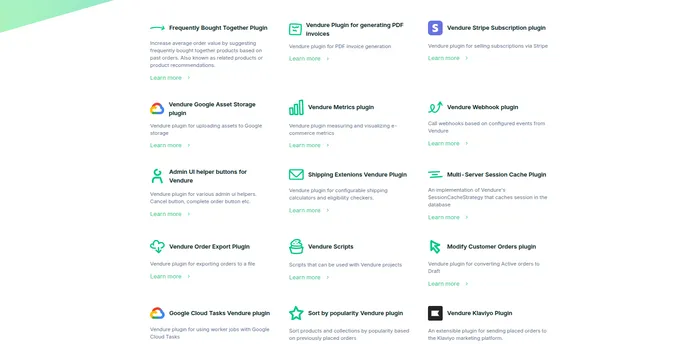 Frequently Bought Together Plugin
Increase average order value by suggesting
frequently bought together products based on
past orders. Also known as related products or
product recommendations.
Learn more
Vendure Plugin for generating PDF
invoices
Vendure plugin for PDF invoice generation
Learn more
Vendure Stripe Subscription plugin
Vendure plugin for selling subscriptions via Stripe
Learn more
Vendure Google Asset Storage
plugin
Vendure plugin for uploading assets to Google
storage
Learn more
Vendure Metrics plugin
Vendure plugin measuring and visualizing e-
commerce metrics
Learn more
Vendure Webhook plugin
Call webhooks based on configured events from
Vendure
Learn more
Admin UI helper buttons for
Vendure
Vendure plugin for various admin ui helpers.
Cancel button, complete order button etc.
Learn more
Shipping Extenions Vendure Plugin
Vendure plugin for configurable shipping
calculators and eligibility checkers.
Learn more
Multi-Server Session Cache Plugin
An implementation of Vendure's
SessionCacheStrategy that caches session in the
database
Learn more
Vendure Order Export Plugin
Vendure plugin for exporting orders to a file
Learn more
Vendure Scripts
Scripts that can be used with Vendure projects
Learn more
Modify Customer Orders plugin
Vendure plugin for converting Active orders to
Draft
Learn more
Google Cloud Tasks Vendure plugin
Vendure plugin for using worker jobs with Google
Cloud Tasks
Sort by popularity Vendure plugin
Sort products and collections by popularity based
on previously placed orders
Vendure Klaviyo Plugin
An extensible plugin for sending placed orders to
the Klaviyo marketing platform.